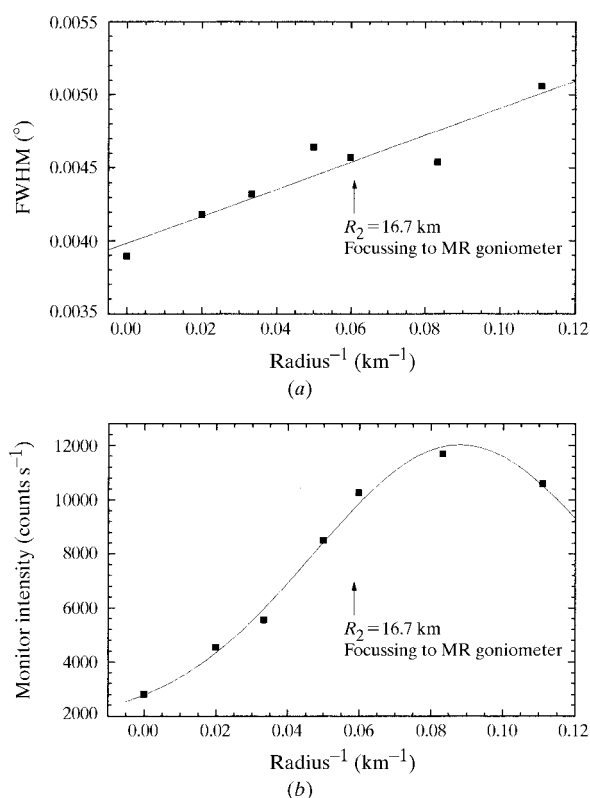 0.0055
0.0050
0.0045
0.0040
0.0035
FWHM (°)
R₂ = 16.7 km
Focussing to MR goniometer
0.00 0.02 0.04 0.06 0.08 0.10 0.12
Radius⁻¹ (km⁻¹)
(a)
12000
10000
8000
6000
4000
2000
Monitor intensity (counts s⁻¹)
R₂ = 16.7 km
Focussing to MR goniometer
0.00 0.02 0.04 0.06 0.08 0.10 0.12
Radius⁻¹ (km⁻¹)
(b)